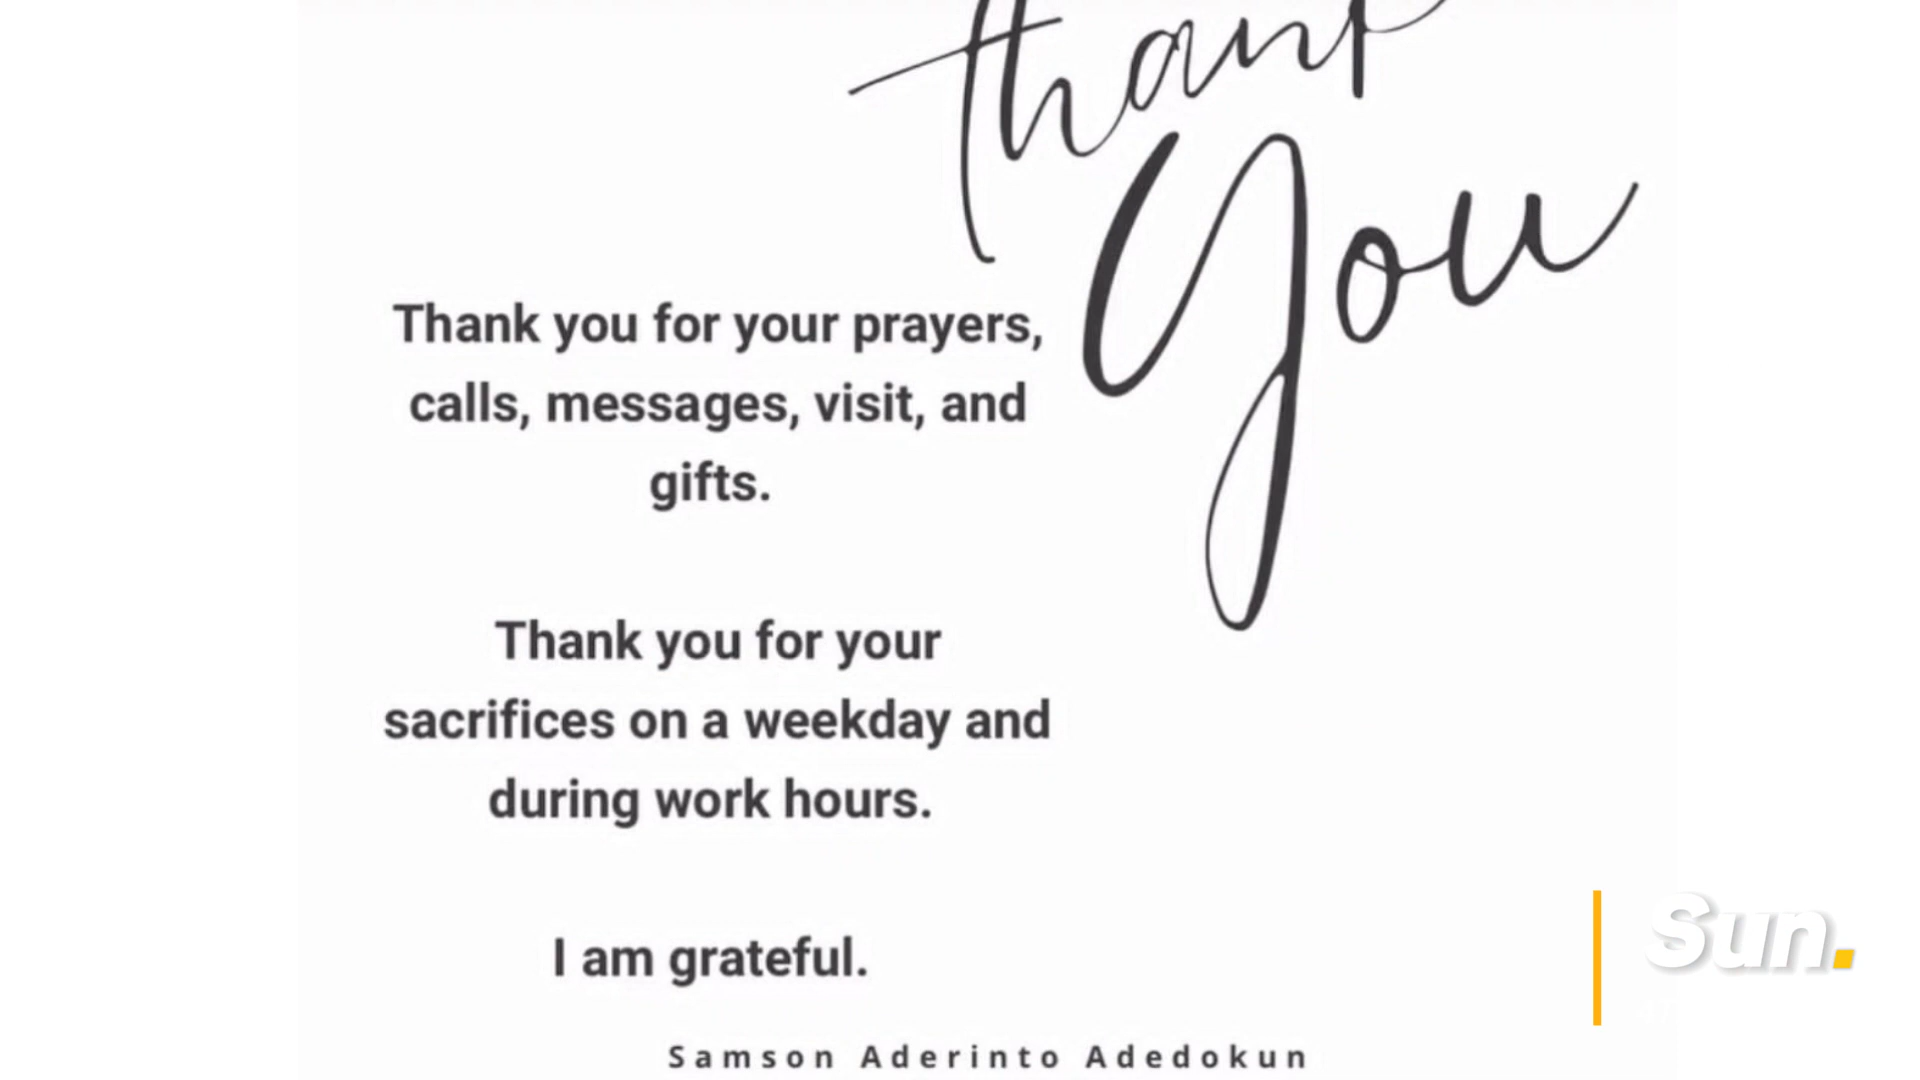 thank
you
Thank you for your prayers,
calls, messages, visit, and
gifts.
Thank you for your
sacrifices on a weekday and
during work hours.
I am grateful.
Sun.
Samson Aderinto Adedokun